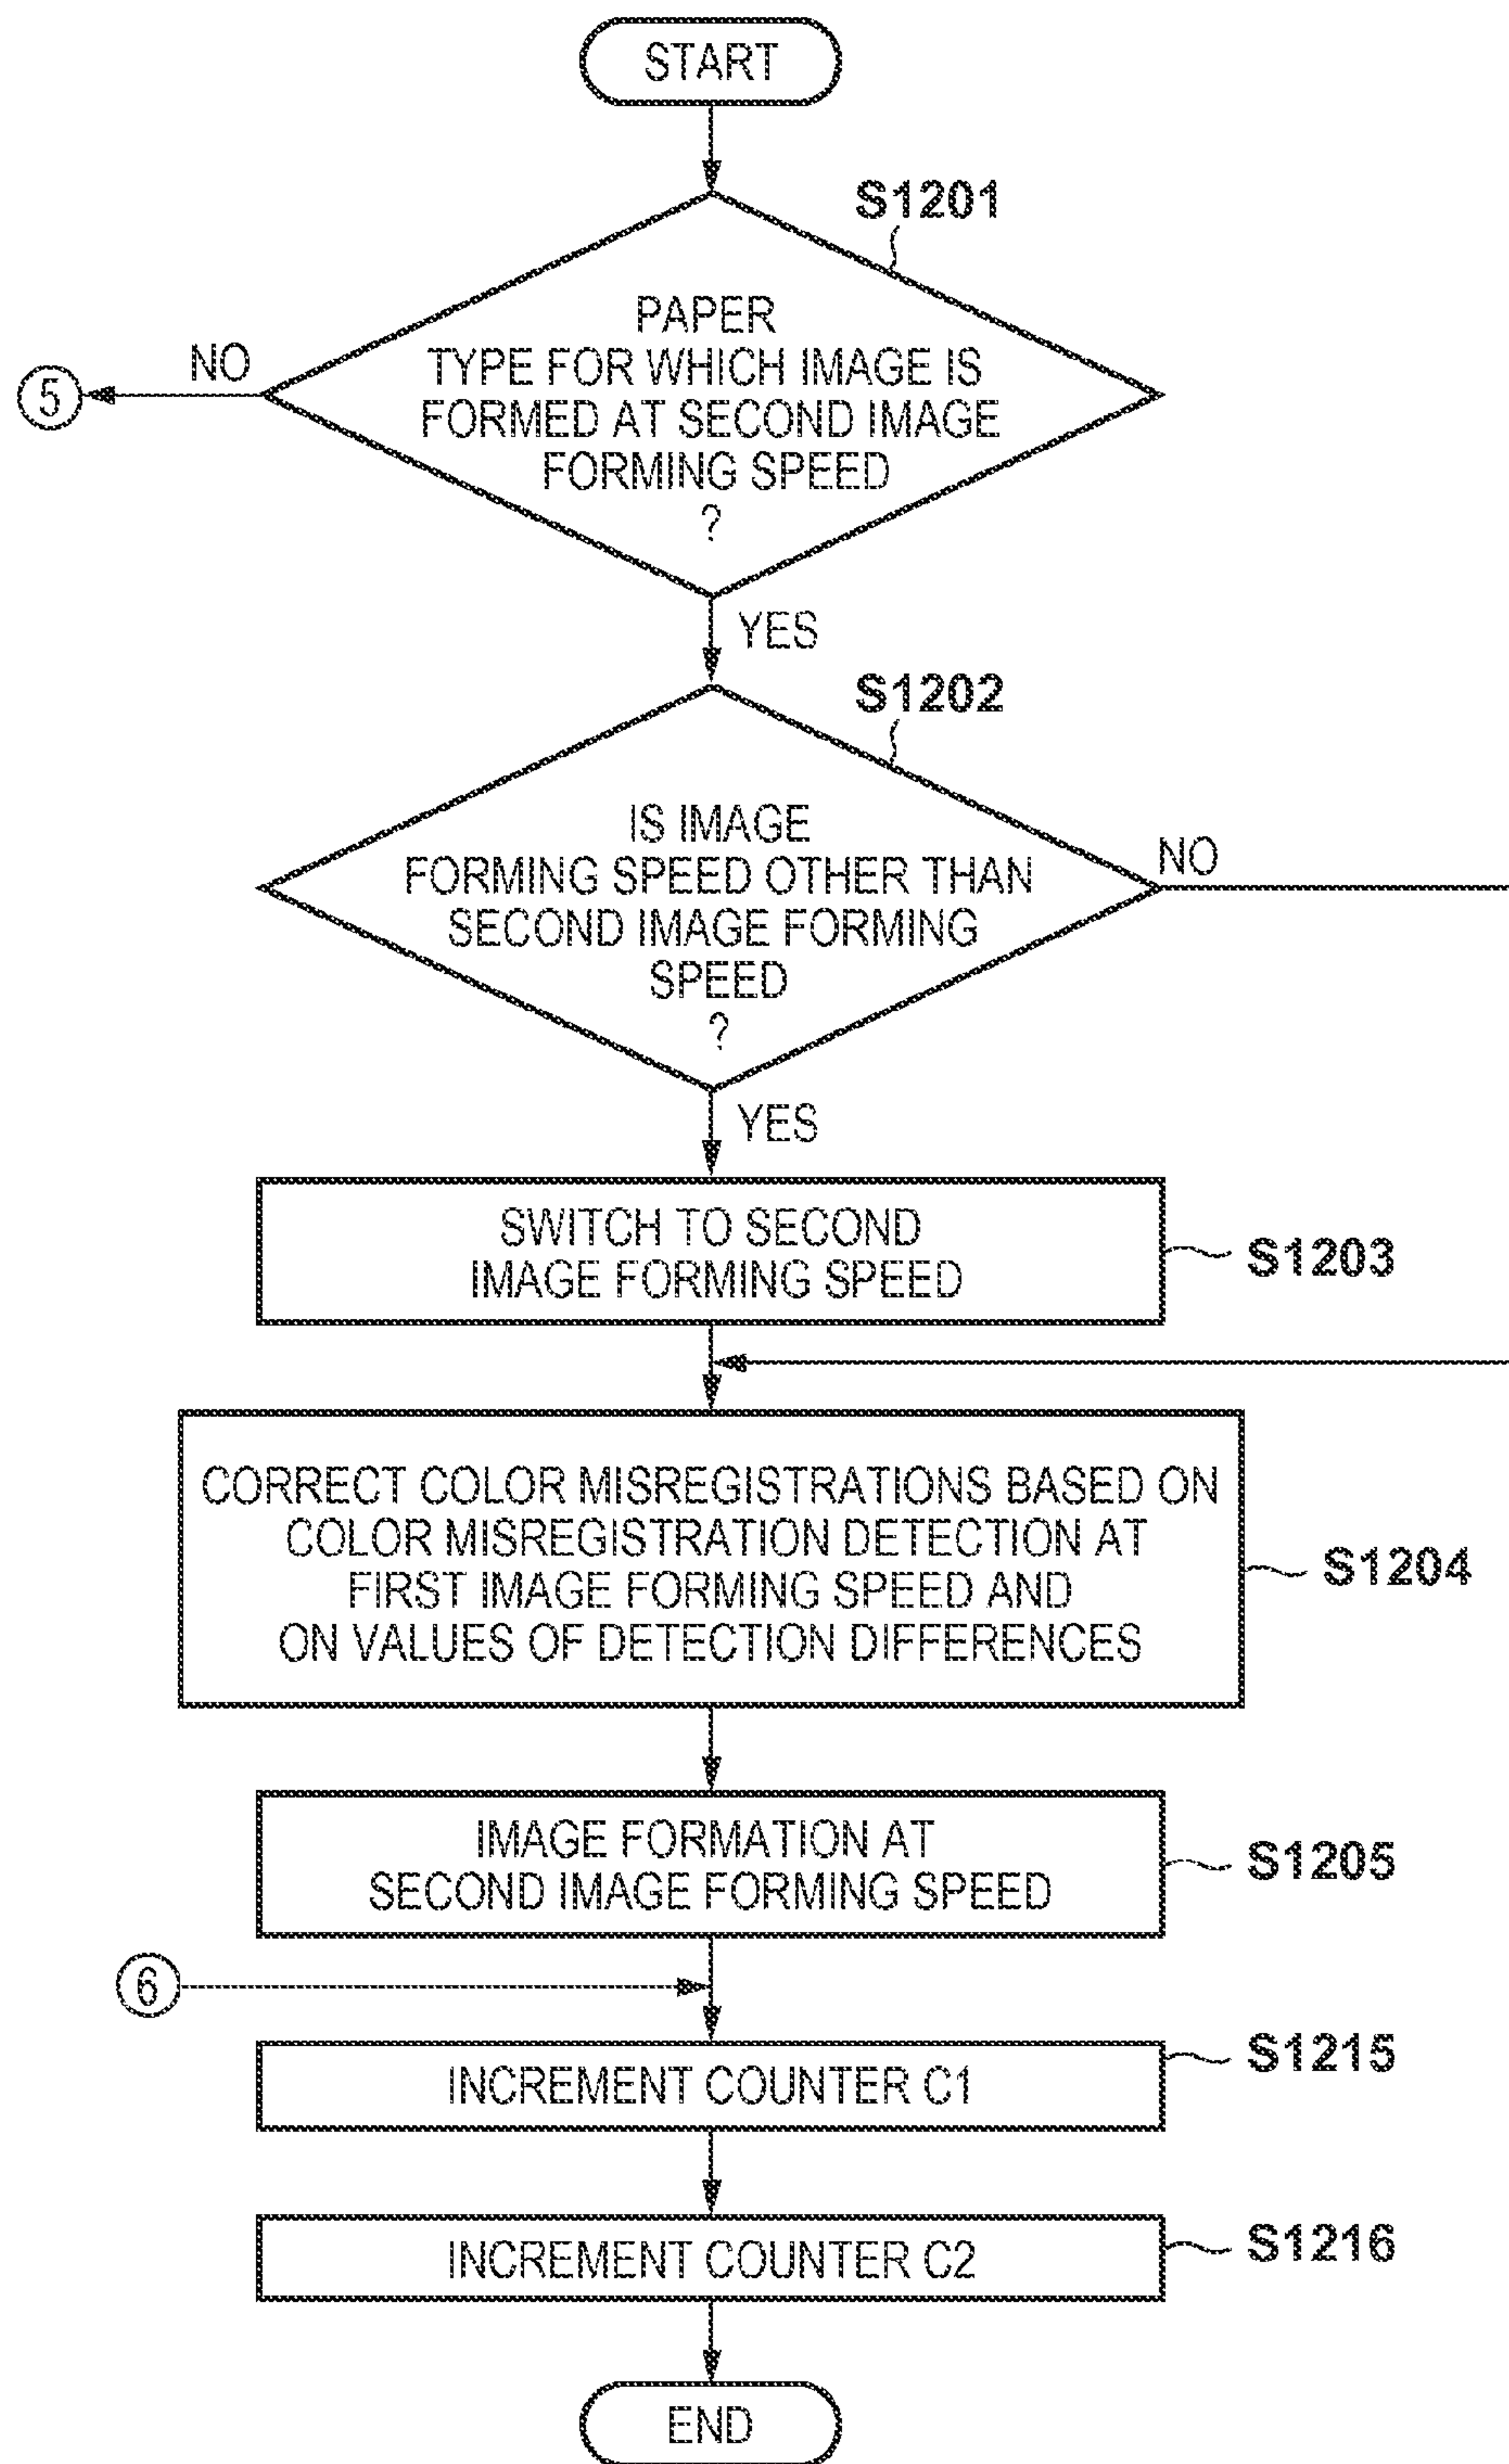 START
S1201
PAPER
TYPE FOR WHICH IMAGE IS
FORMED AT SECOND IMAGE
FORMING SPEED
?
NO
5
YES
S1202
IS IMAGE
FORMING SPEED OTHER THAN
SECOND IMAGE FORMING
SPEED
?
NO
YES
SWITCH TO SECOND
IMAGE FORMING SPEED
S1203
CORRECT COLOR MISREGISTRATIONS BASED ON
COLOR MISREGISTRATION DETECTION AT
FIRST IMAGE FORMING SPEED AND
ON VALUES OF DETECTION DIFFERENCES
S1204
IMAGE FORMATION AT
SECOND IMAGE FORMING SPEED
S1205
6
INCREMENT COUNTER C1
S1215
INCREMENT COUNTER C2
S1216
END